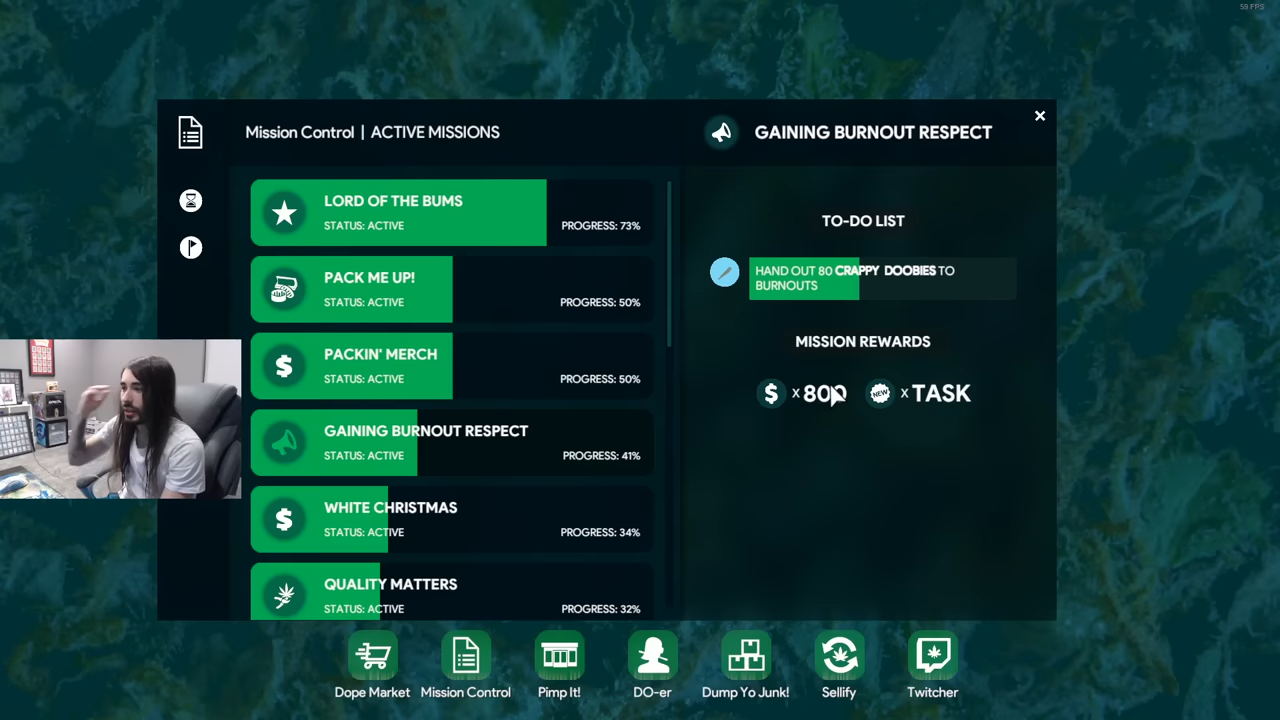 59 FPS
Mission Control | ACTIVE MISSIONS
GAINING BURNOUT RESPECT
LORD OF THE BUMS
STATUS: ACTIVE
PROGRESS: 73%
PACK ME UP!
STATUS: ACTIVE
PROGRESS: 50%
PACKIN' MERCH
STATUS: ACTIVE
PROGRESS: 50%
GAINING BURNOUT RESPECT
STATUS: ACTIVE
PROGRESS: 41%
WHITE CHRISTMAS
STATUS: ACTIVE
PROGRESS: 34%
QUALITY MATTERS
STATUS: ACTIVE
PROGRESS: 32%
TO-DO LIST
HAND OUT 80 CRAPPY DOOBIES TO
BURNOUTS
MISSION REWARDS
$ x 800
NEW x TASK
Dope Market
Mission Control
Pimp It!
DO-er
Dump Yo Junk!
Sellify
Twitcher